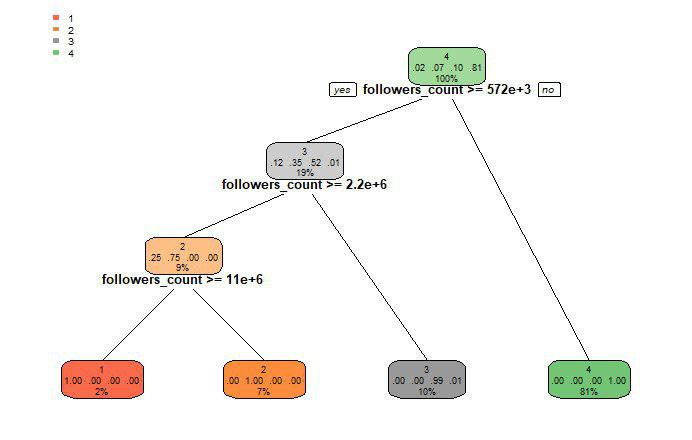 1
2
3
4
4
.02 .07 .10 .81
100%
yes followers_count >= 572e+3 no
3
.12 .35 .52 .01
19%
followers_count >= 2.2e+6
2
.25 .75 .00 .00
9%
followers_count >= 11e+6
1
1.00 .00 .00 .00
2%
2
.00 1.00 .00 .00
7%
3
.00 .00 .99 .01
10%
4
.00 .00 .00 1.00
81%